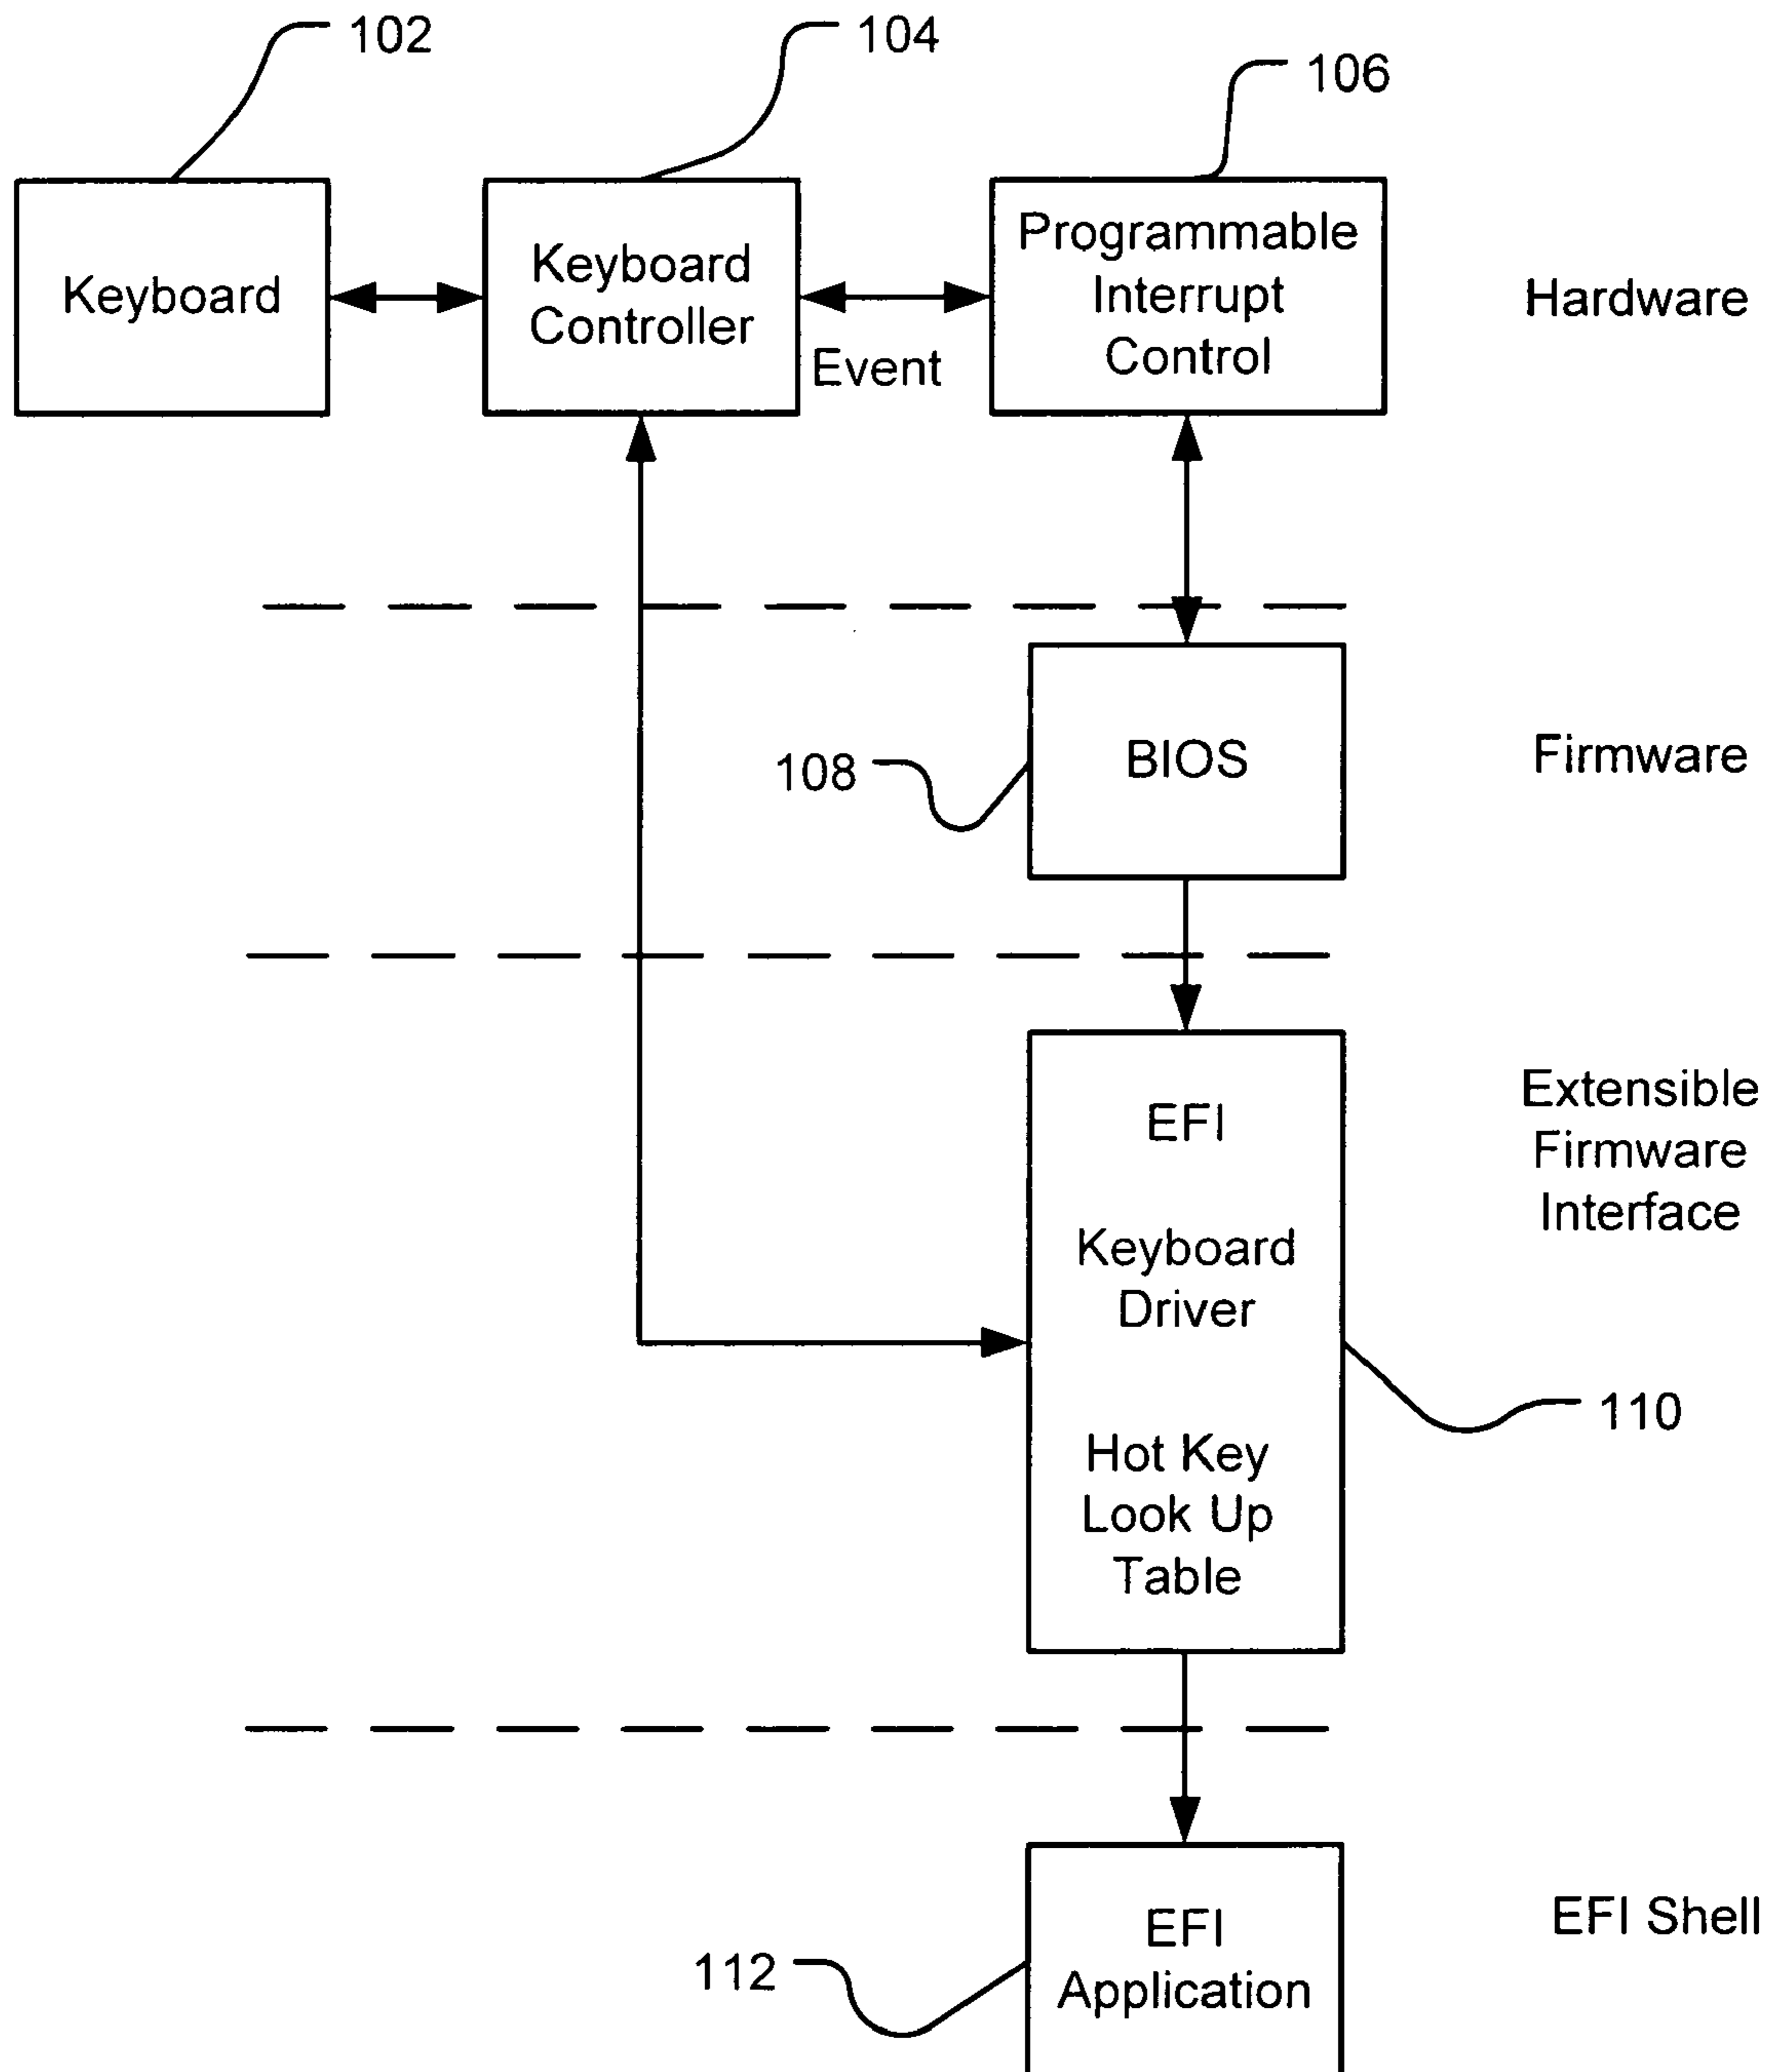 102
104
106
Keyboard
Keyboard
Controller
Event
Programmable
Interrupt
Control
Hardware
108
BIOS
Firmware
EFI
Keyboard
Driver
Hot Key
Look Up
Table
Extensible
Firmware
Interface
110
112
EFI
Application
EFI Shell